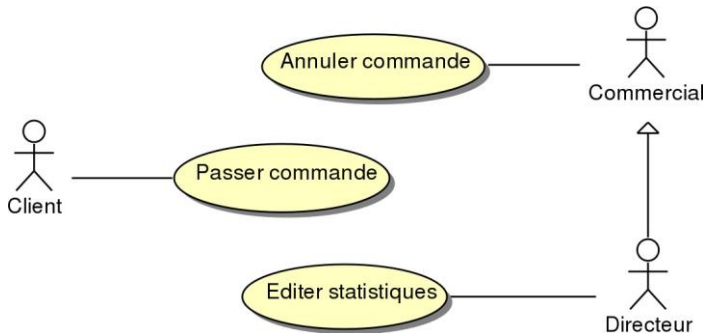 Annuler commande
Commercial
Passer commande
Client
Editer statistiques
Directeur